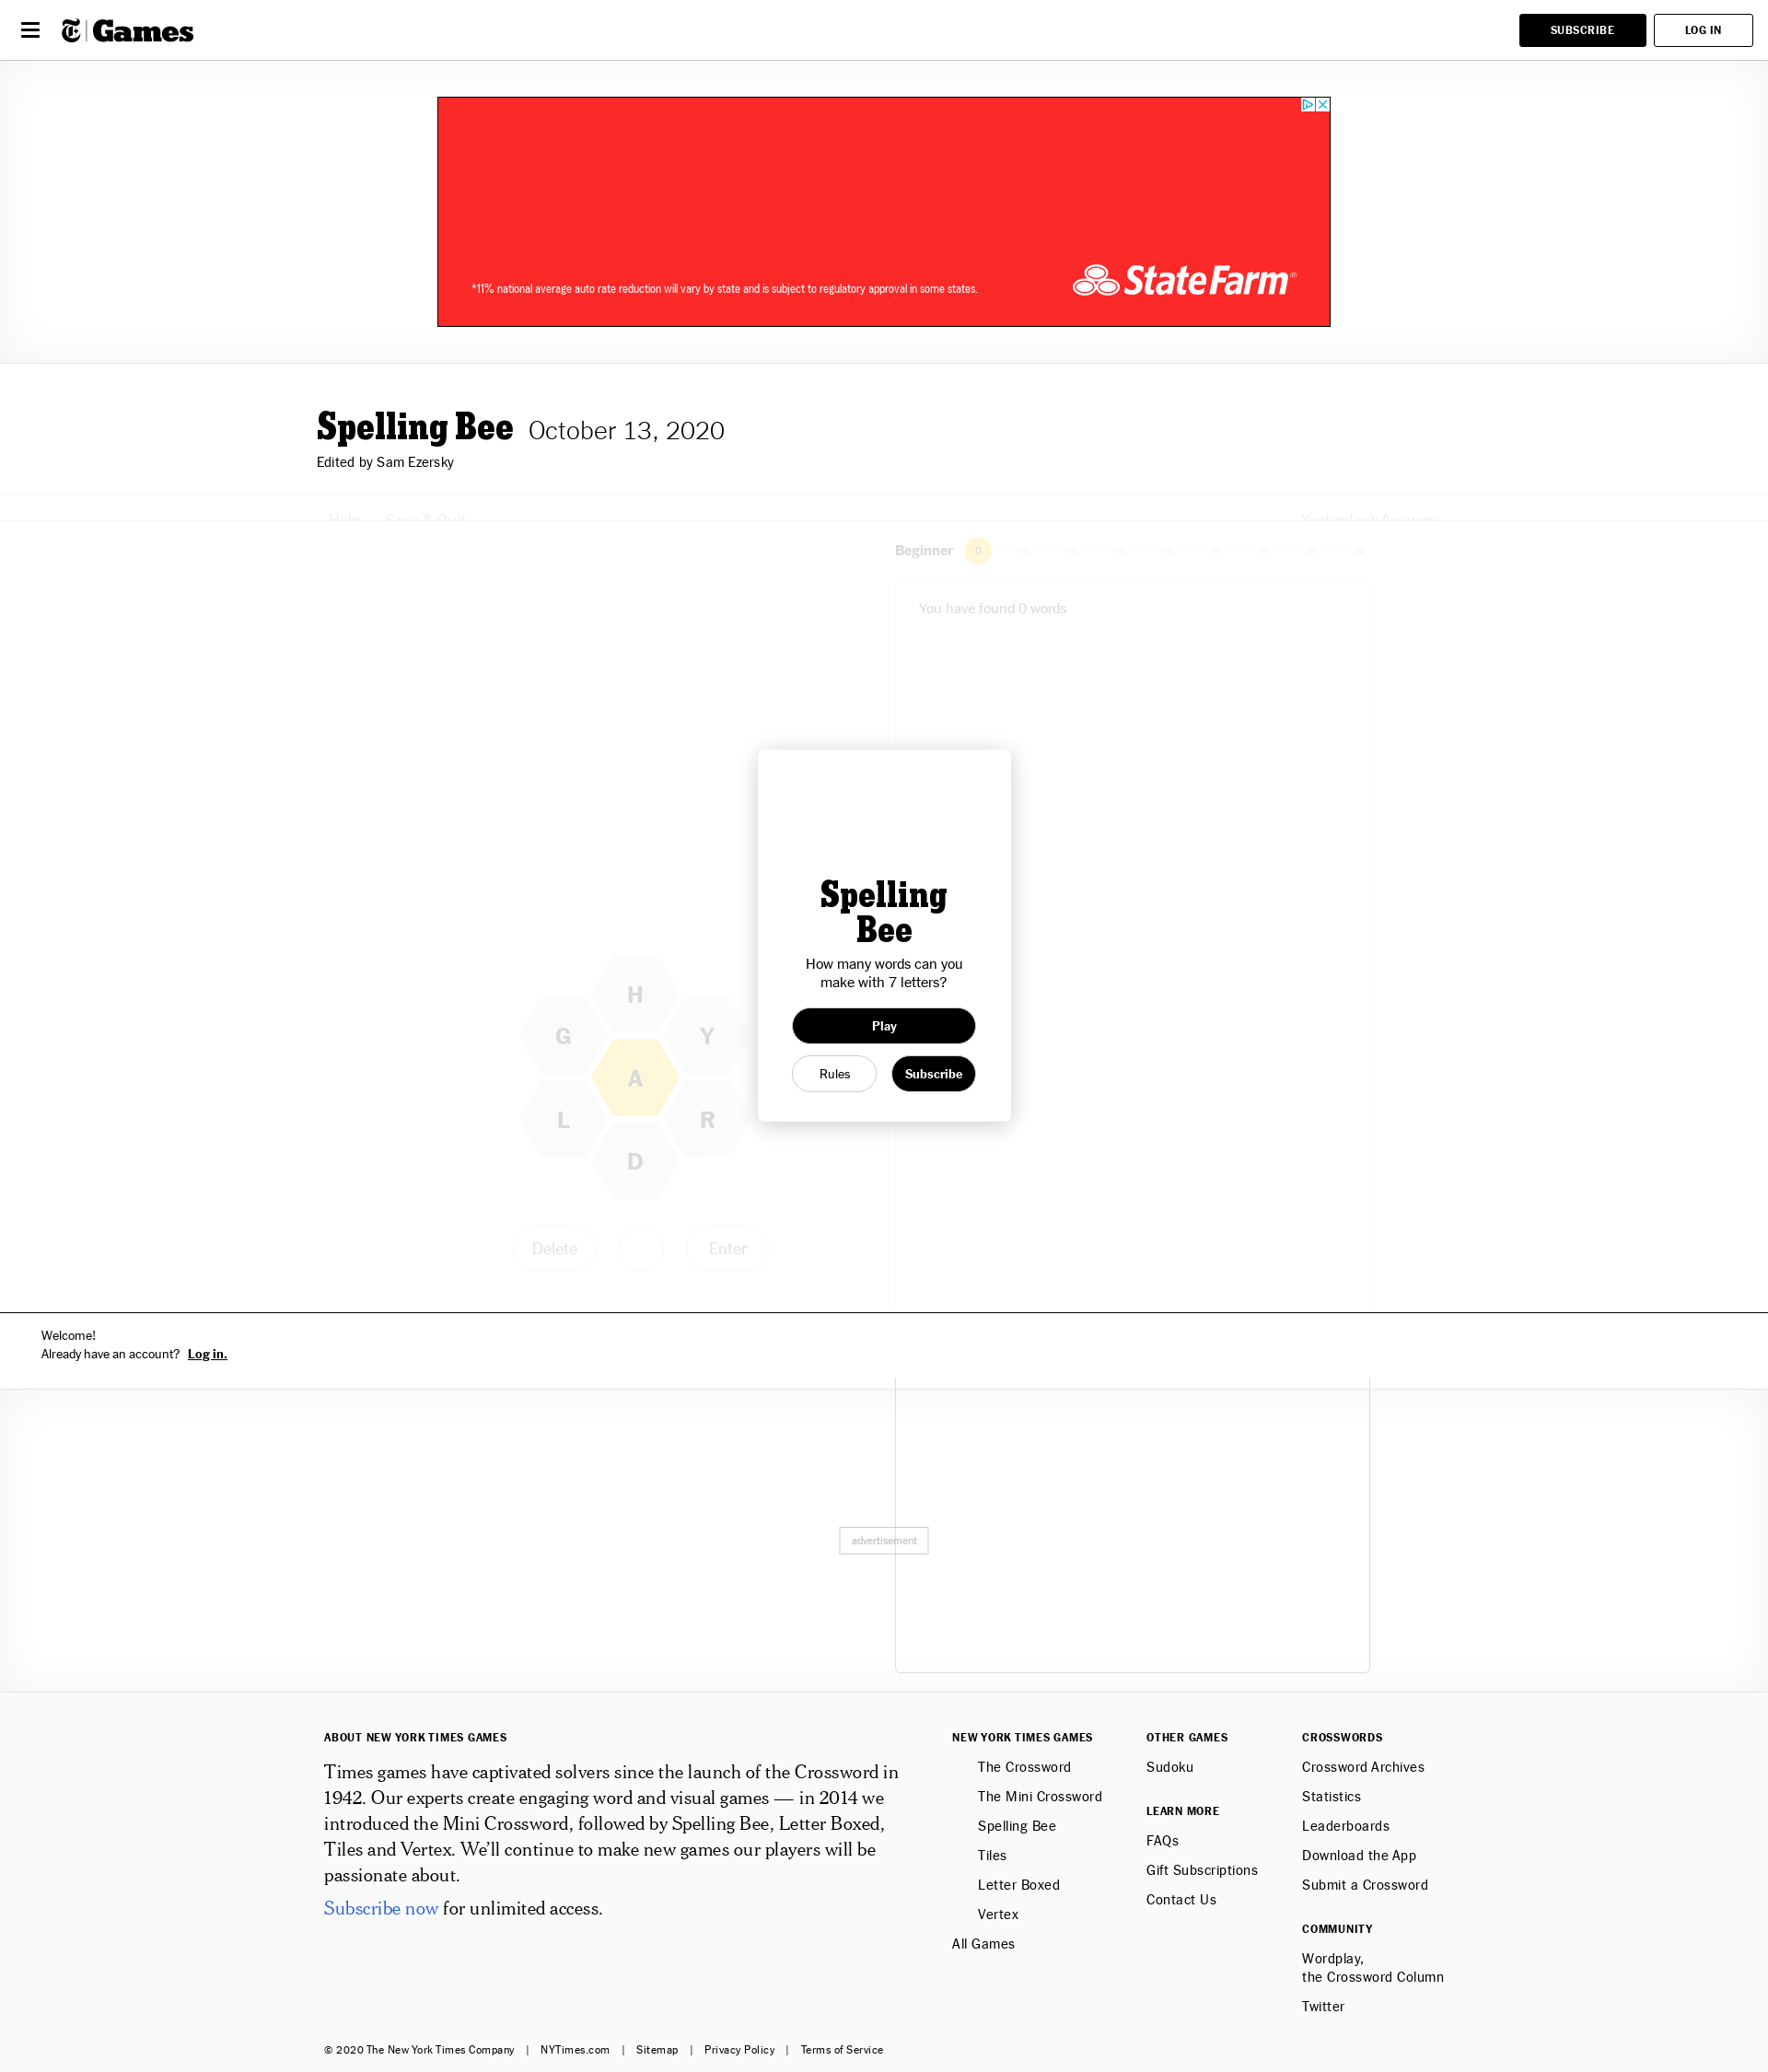 Games
SUBSCRIBE
LOG IN
*11% national average auto rate reduction will vary by state and is subject to regulatory approval in some states.
State Farm®
Spelling Bee October 13, 2020
Edited by Sam Ezersky
Help Save & Quit Yesterday's Answers
Beginner 0
You have found 0 words
Spelling
Bee
How many words can you
make with 7 letters?
Play
Rules Subscribe
H
G Y
A
L R
D
Delete Enter
Welcome!
Already have an account? Log in.
advertisement
ABOUT NEW YORK TIMES GAMES
Times games have captivated solvers since the launch of the Crossword in
1942. Our experts create engaging word and visual games — in 2014 we
introduced the Mini Crossword, followed by Spelling Bee, Letter Boxed,
Tiles and Vertex. We’ll continue to make new games our players will be
passionate about.
Subscribe now for unlimited access.
NEW YORK TIMES GAMES
The Crossword
The Mini Crossword
Spelling Bee
Tiles
Letter Boxed
Vertex
All Games
OTHER GAMES
Sudoku
LEARN MORE
FAQs
Gift Subscriptions
Contact Us
CROSSWORDS
Crossword Archives
Statistics
Leaderboards
Download the App
Submit a Crossword
COMMUNITY
Wordplay,
the Crossword Column
Twitter
© 2020 The New York Times Company | NYTimes.com | Sitemap | Privacy Policy | Terms of Service